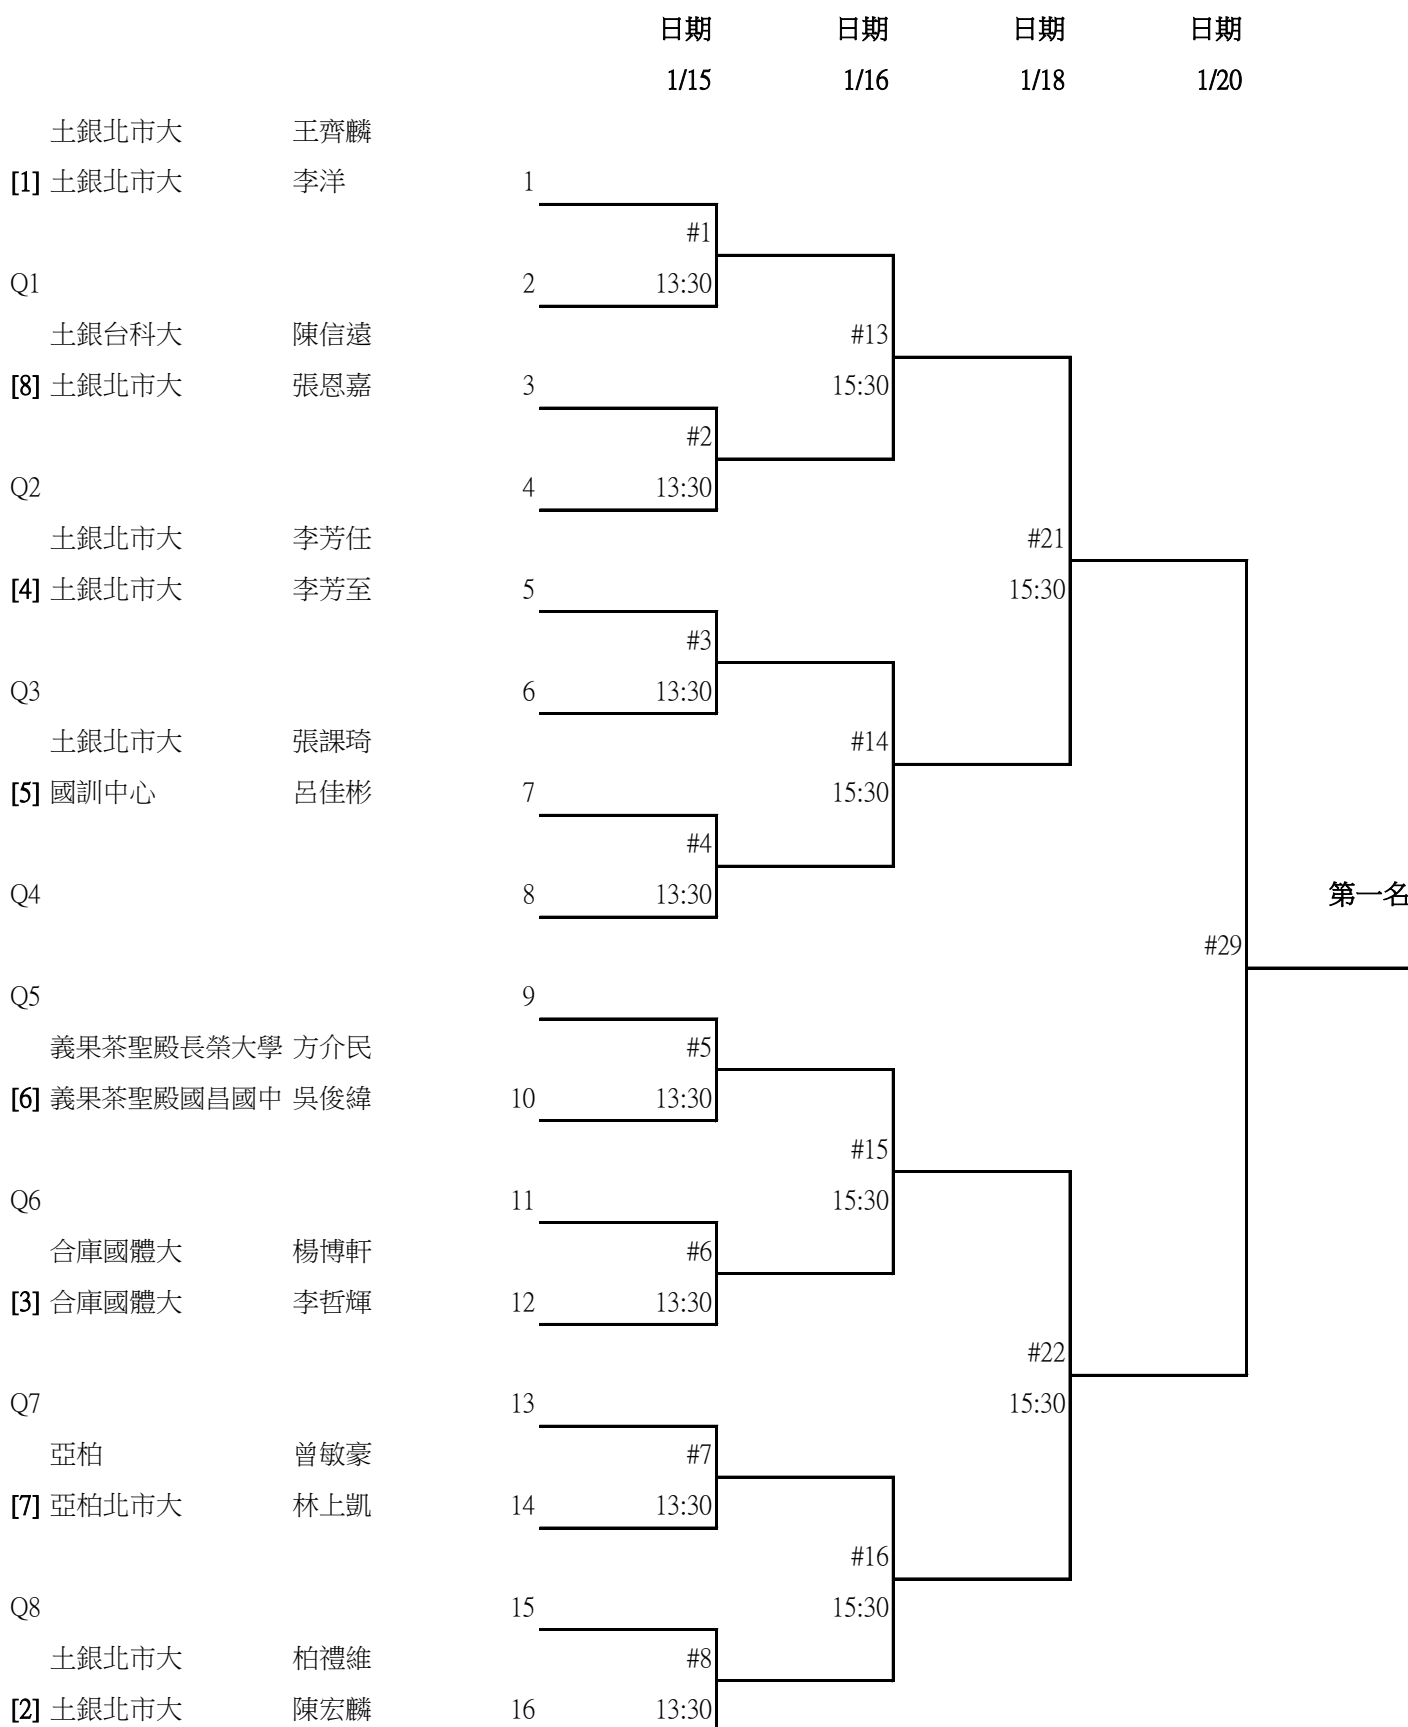 日期 日期 日期 日期
1/15 1/16 1/18 1/20
土銀北市大 王齊麟
[1] 土銀北市大 李洋 1
#1
Q1 2 13:30
土銀台科大 陳信遠 #13
[8] 土銀北市大 張恩嘉 3 15:30
#2
Q2 4 13:30
土銀北市大 李芳任 #21
[4] 土銀北市大 李芳至 5 15:30
#3
Q3 6 13:30
土銀北市大 張課琦 #14
[5] 國訓中心 呂佳彬 7 15:30
#4
Q4 8 13:30 第一名
#29
Q5 9
義果茶聖殿長榮大學 方介民 #5
[6] 義果茶聖殿國昌國中 吳俊緯 10 13:30
#15
Q6 11 15:30
合庫國體大 楊博軒 #6
[3] 合庫國體大 李哲輝 12 13:30
#22
Q7 13 15:30
亞柏 曾敏豪 #7
[7] 亞柏北市大 林上凱 14 13:30
#16
Q8 15 15:30
土銀北市大 柏禮維 #8
[2] 土銀北市大 陳宏麟 16 13:30